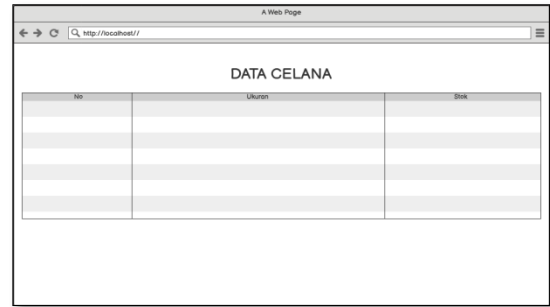 A Web Page
http://localhost//
DATA CELANA
No
Ukuran
Stok